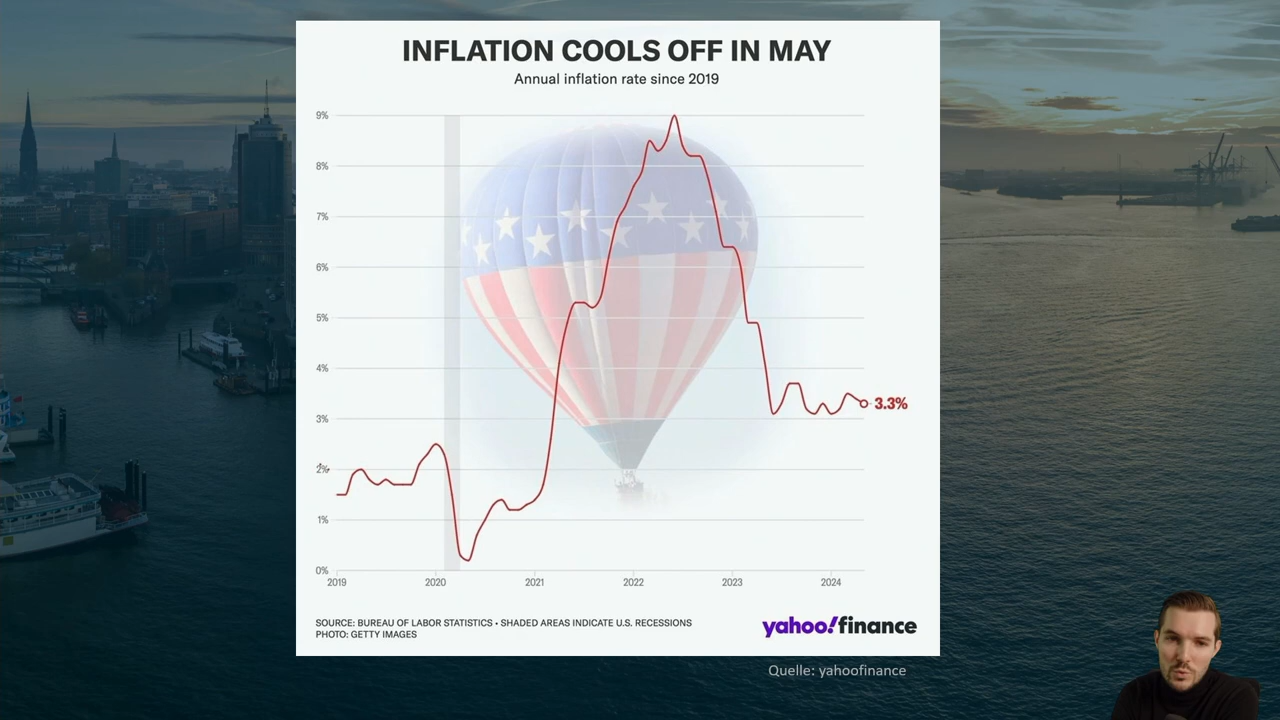 INFLATION COOLS OFF IN MAY
Annual inflation rate since 2019
9%
8%
7%
6%
5%
4%
3%
2%
1%
0%
3.3%
2019 2020 2021 2022 2023 2024
SOURCE: BUREAU OF LABOR STATISTICS • SHADED AREAS INDICATE U.S. RECESSIONS
PHOTO: GETTY IMAGES
yahoo!finance
Quelle: yahoofinance